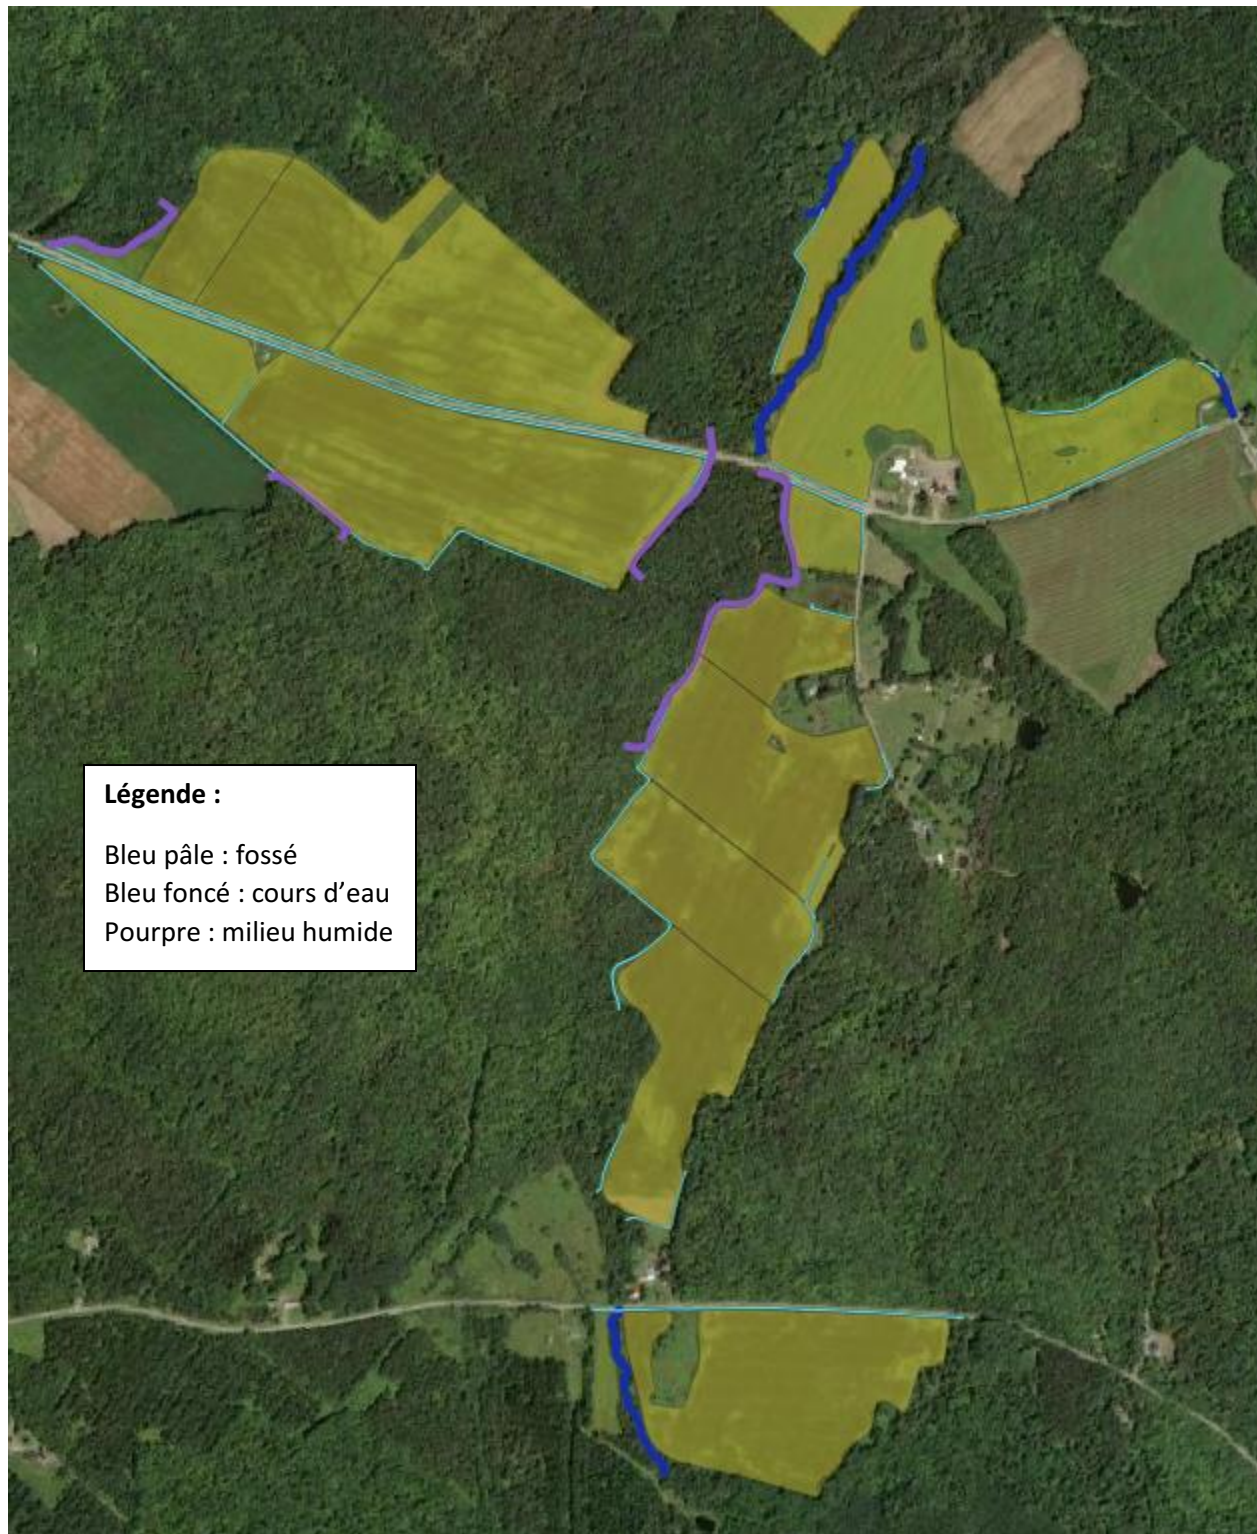 Légende :
Bleu pâle : fossé
Bleu foncé : cours d’eau
Pourpre : milieu humide